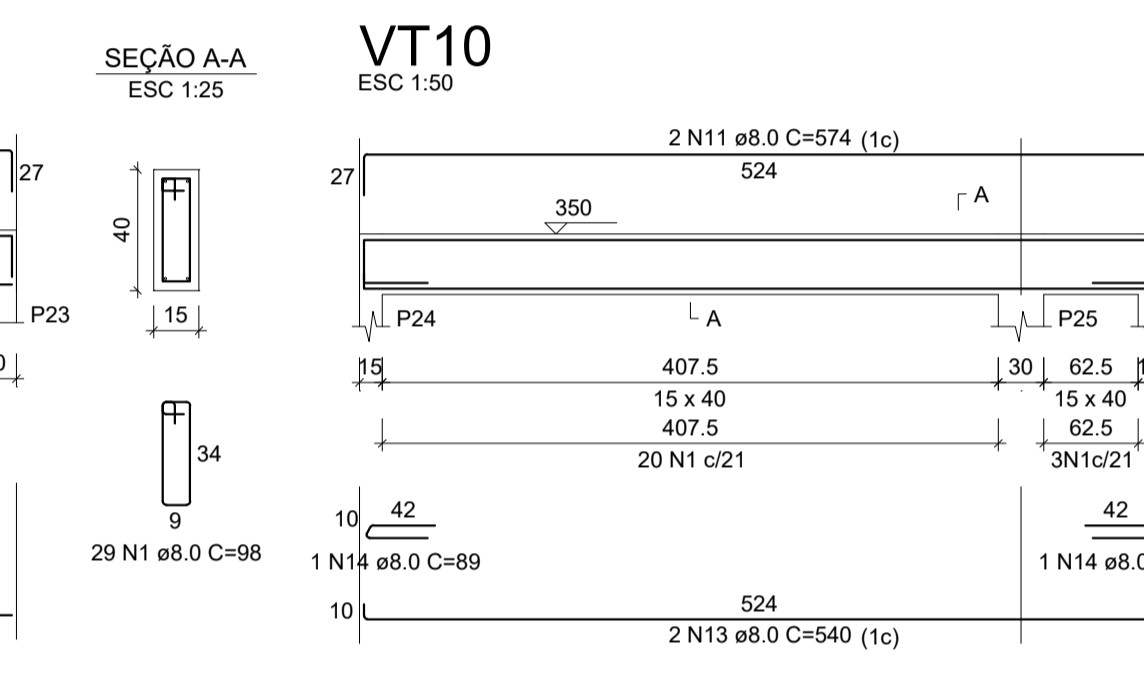 SEÇÃO A-A
ESC 1:25
VT10
ESC 1:50
2 N11 ø8.0 C=574 (1c)
27
27
524
A
40
350
15
P23
P24
A
P25
15
407.5
30
62.5
15 x 40
15 x 40
407.5
62.5
20 N1 c/21
3N1c/21
34
9
29 N1 ø8.0 C=98
10
42
42
1 N14 ø8.0 C=89
1 N14 ø8.0
10
524
2 N13 ø8.0 C=540 (1c)